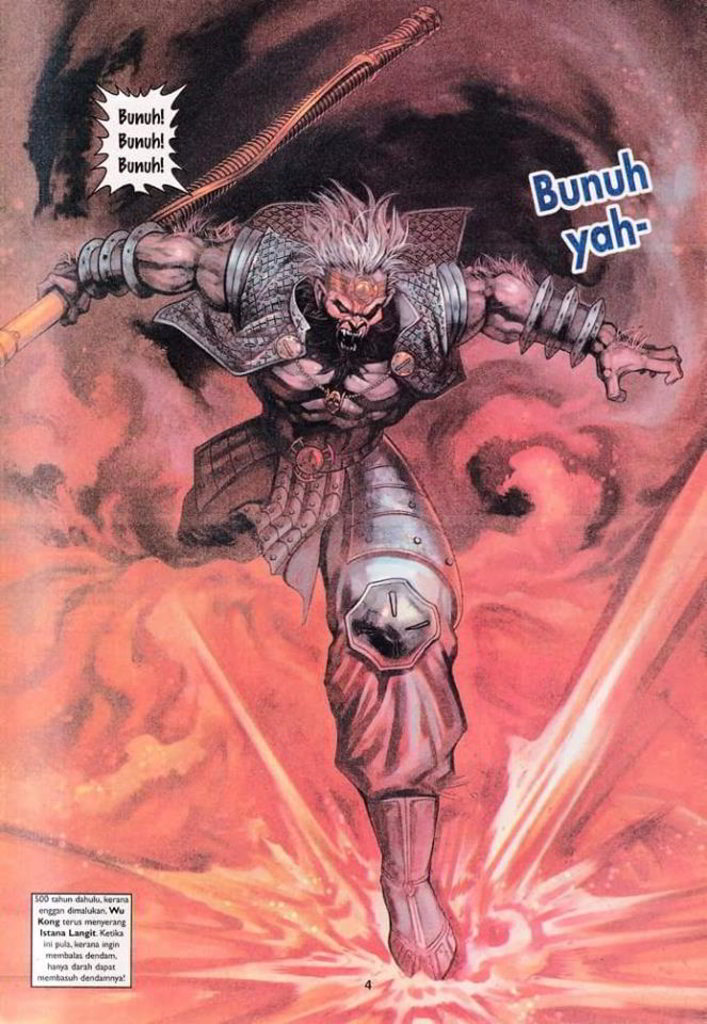 Bunuh!
Bunuh!
Bunuh!
Bunuh
yah-
500 tahun dahulu, kerana
enggan dimalukan, Wu
Kong terus menyerang
Istana Langit. Ketika
ini pula, kerana ingin
membalas dendam,
hanya darah dapat
membasuh dendamnya!
4